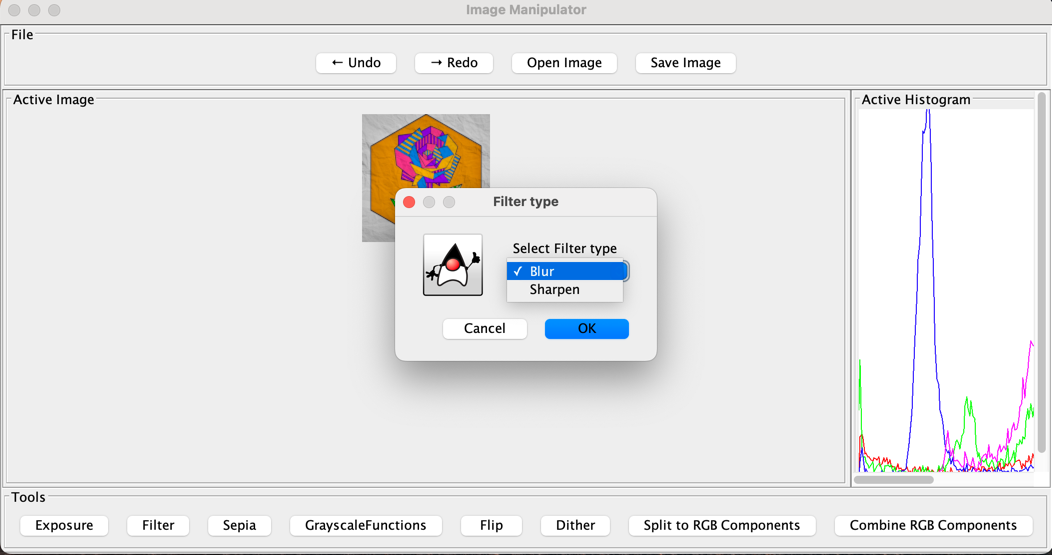 Image Manipulator
File
← Undo
→ Redo
Open Image
Save Image
Active Image
Active Histogram
Filter type
Select Filter type
✓ Blur
Sharpen
Cancel
OK
Tools
Exposure
Filter
Sepia
GrayscaleFunctions
Flip
Dither
Split to RGB Components
Combine RGB Components